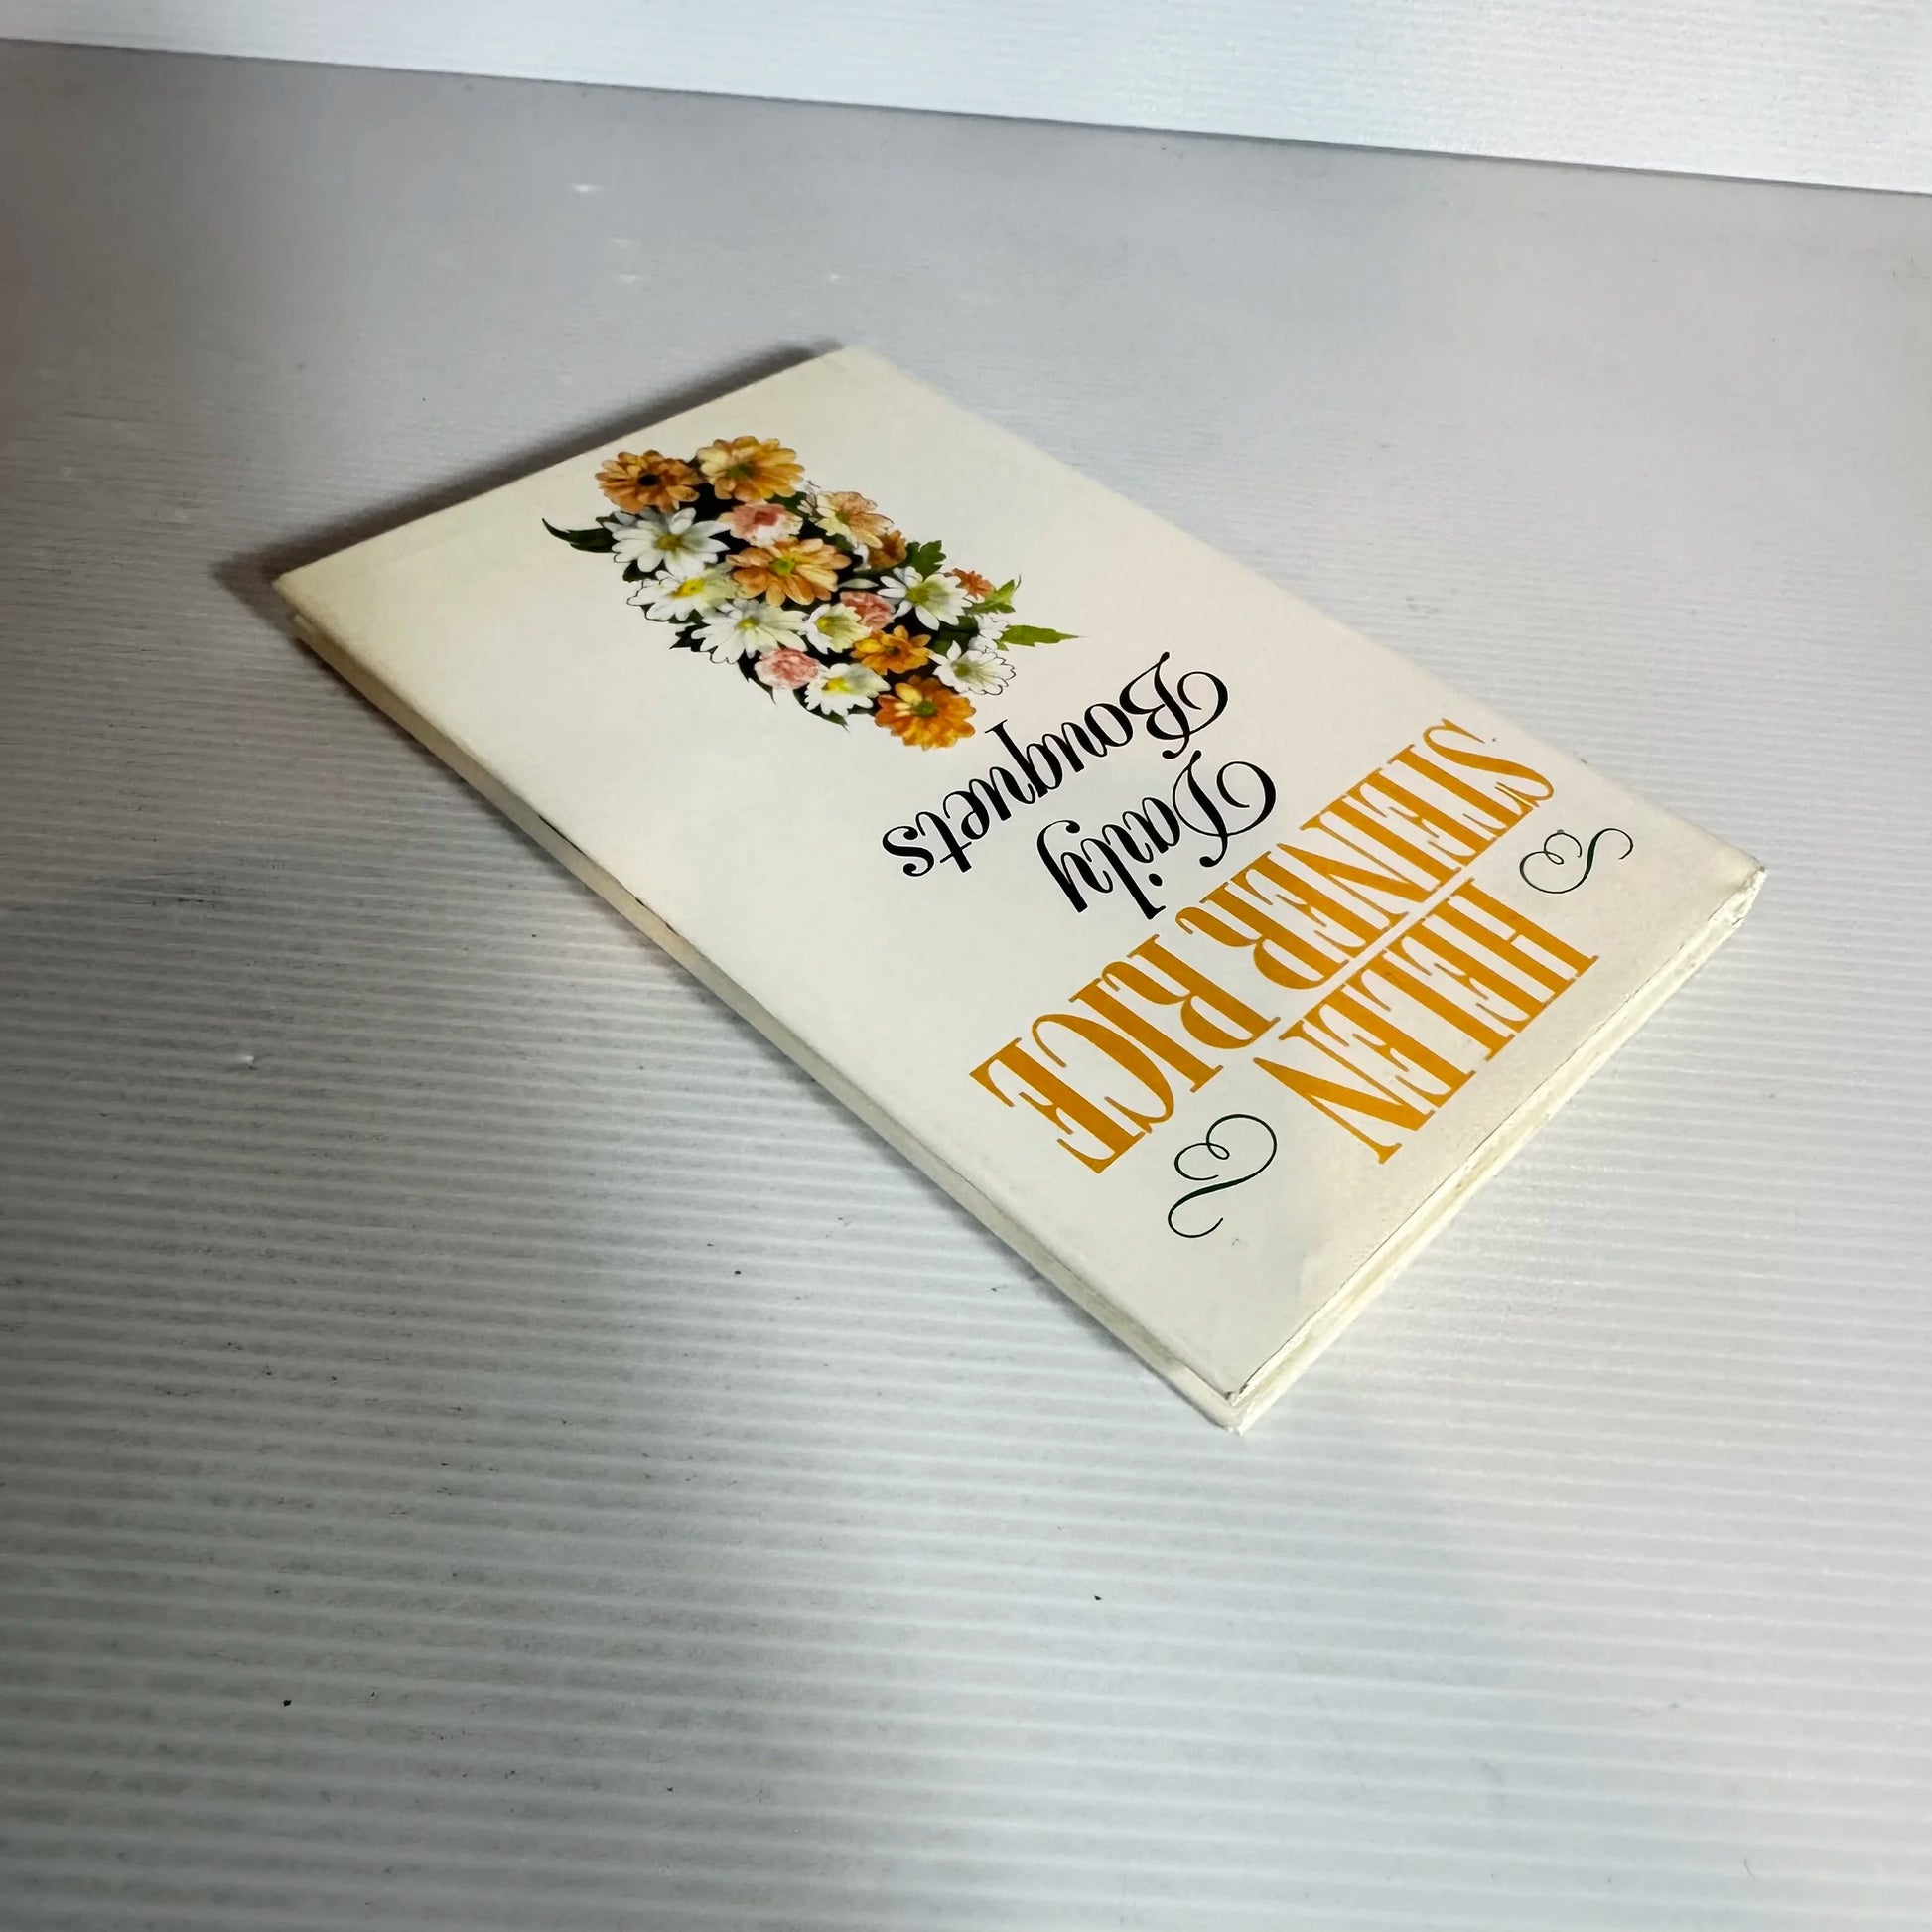 HELEN
STEINER RICE
Daily
Bouquets